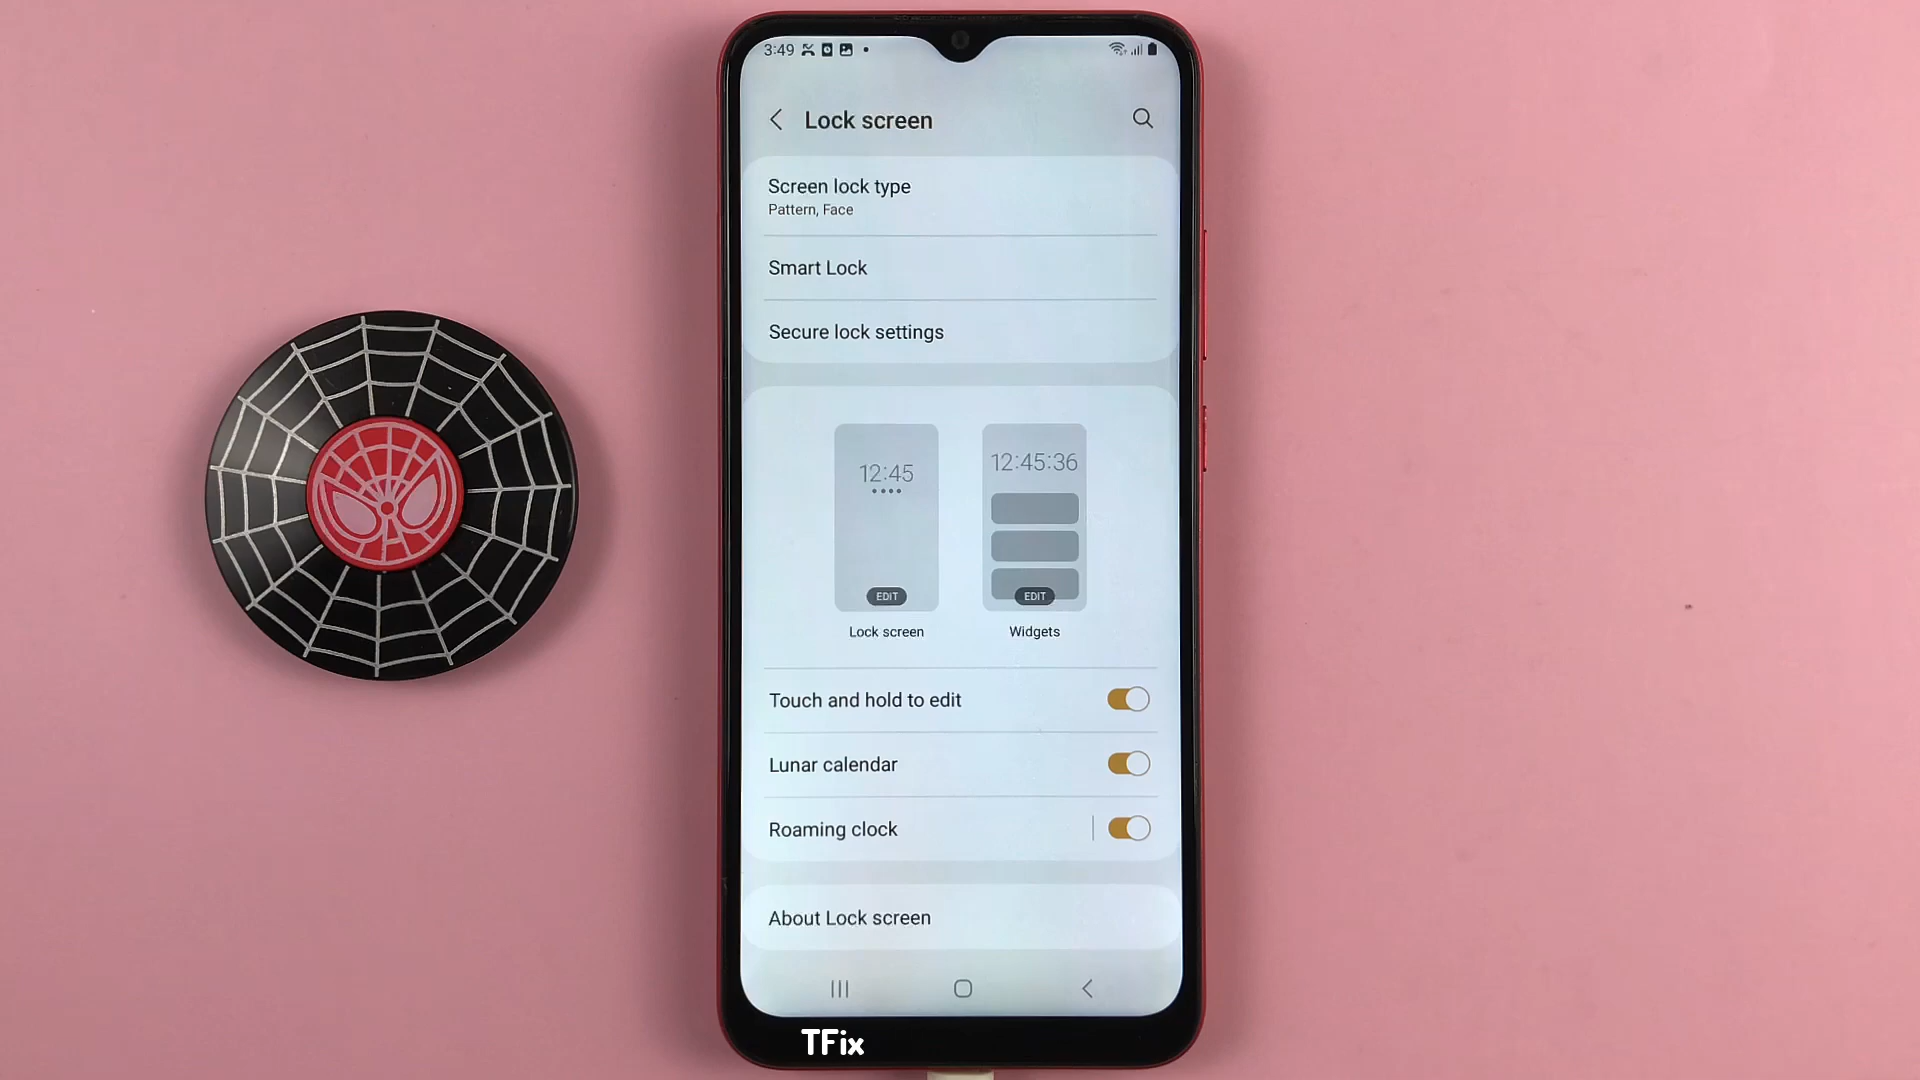 3:49
Lock screen
Screen lock type
Pattern, Face
Smart Lock
Secure lock settings
12:45
EDIT
Lock screen
12:45:36
EDIT
Widgets
Touch and hold to edit
Lunar calendar
Roaming clock
About Lock screen
TFix